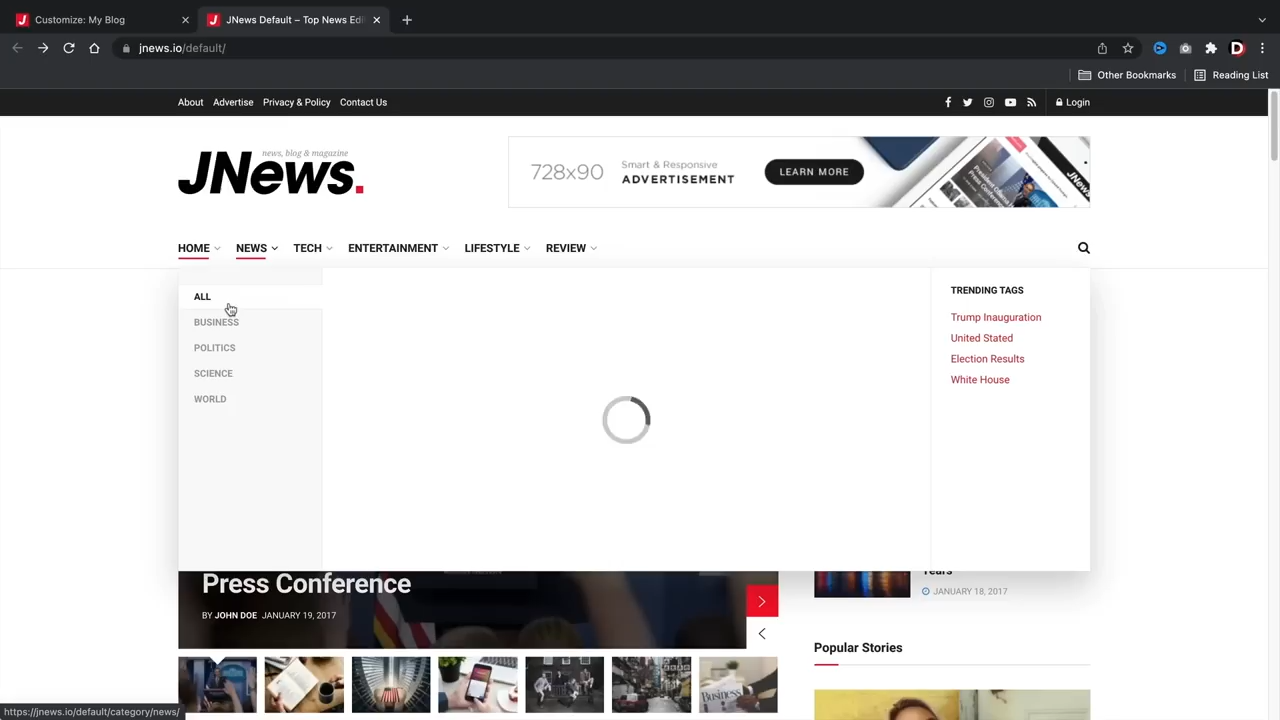 Customize: My Blog
JNews Default – Top News Edi
jnews.io/default/
Other Bookmarks
Reading List
About Advertise Privacy & Policy Contact Us
Login
news, blog & magazine
JNews.
728x90
Smart & Responsive
ADVERTISEMENT
LEARN MORE
HOME NEWS TECH ENTERTAINMENT LIFESTYLE REVIEW
ALL
BUSINESS
POLITICS
SCIENCE
WORLD
TRENDING TAGS
Trump Inauguration
United Stated
Election Results
White House
Press Conference
BY JOHN DOE JANUARY 19, 2017
Years
JANUARY 18, 2017
Popular Stories
Business
https://jnews.io/default/category/news/